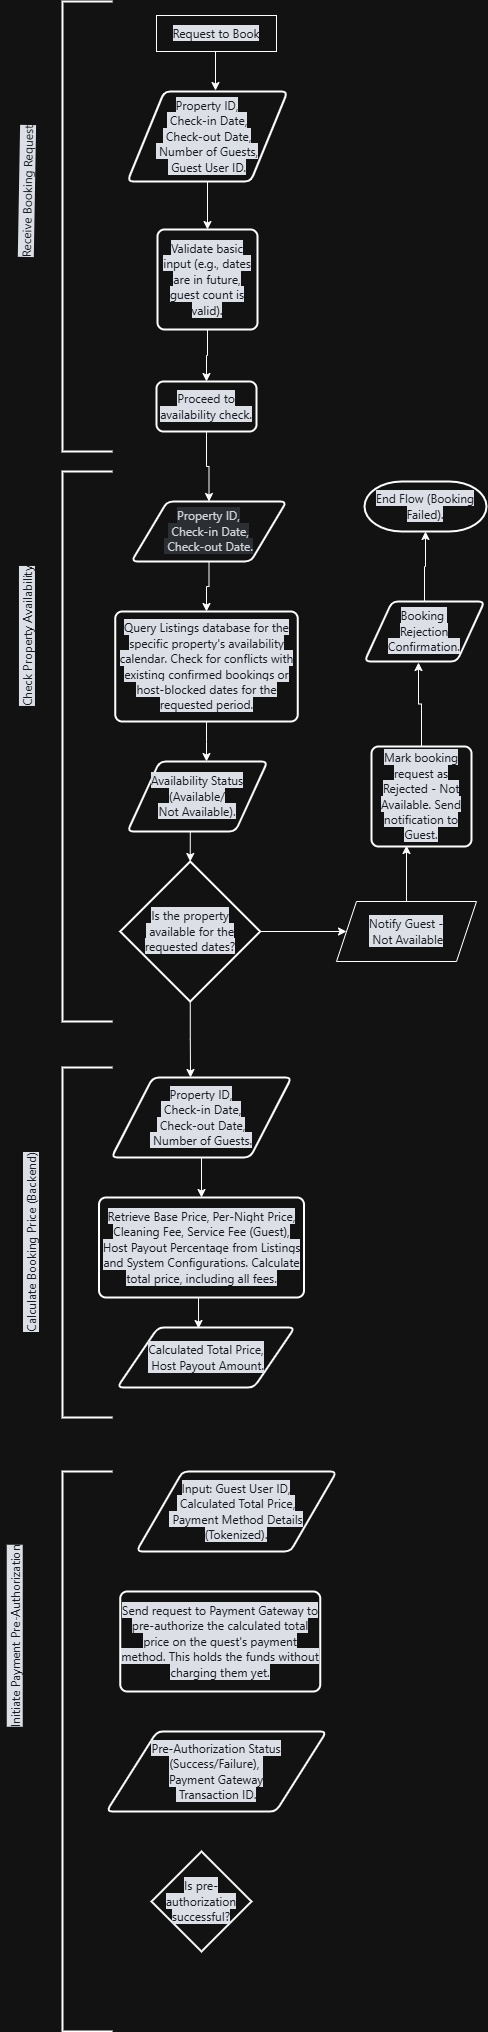 Request to Book
Receive Booking Request
Property ID,
Check-in Date,
Check-out Date,
Number of Guests,
Guest User ID.
Validate basic
input (e.g., dates
are in future,
guest count is
valid).
Proceed to
availability check.
Check Property Availability
Property ID,
Check-in Date,
Check-out Date.
Query Listings database for the
specific property's availability
calendar. Check for conflicts with
existing confirmed bookings or
host-blocked dates for the
requested period.
Availability Status
(Available/
Not Available).
Is the property
available for the
requested dates?
Notify Guest -
Not Available
Mark booking
request as
Rejected - Not
Available. Send
notification to
Guest.
Booking
Rejection
Confirmation.
End Flow (Booking
Failed).
Calculate Booking Price (Backend)
Property ID,
Check-in Date,
Check-out Date,
Number of Guests.
Retrieve Base Price, Per-Night Price,
Cleaning Fee, Service Fee (Guest),
Host Payout Percentage from Listings
and System Configurations. Calculate
total price, including all fees.
Calculated Total Price,
Host Payout Amount.
Initiate Payment Pre-Authorization
Input: Guest User ID,
Calculated Total Price,
Payment Method Details
(Tokenized).
Send request to Payment Gateway to
pre-authorize the calculated total
price on the guest's payment
method. This holds the funds without
charging them yet.
Pre-Authorization Status
(Success/Failure),
Payment Gateway
Transaction ID.
Is pre-
authorization
successful?